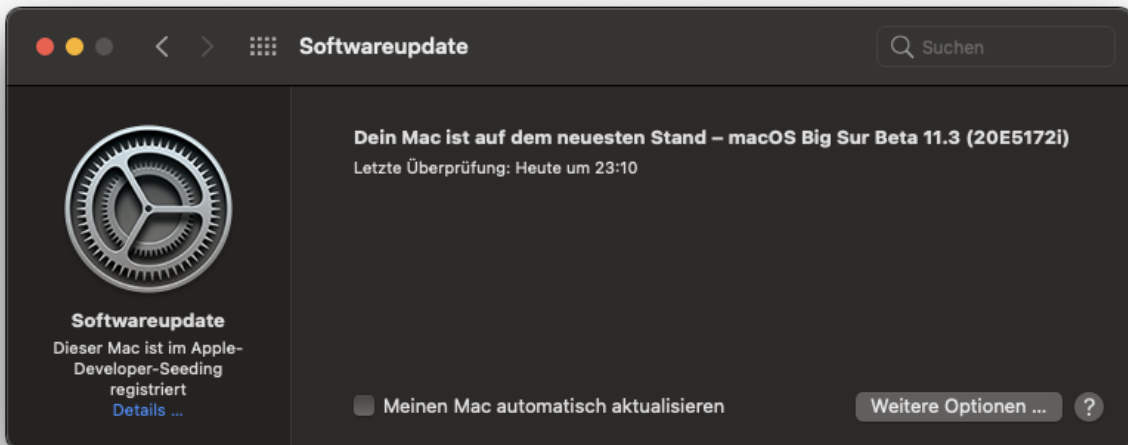 Softwareupdate
Suchen
Dein Mac ist auf dem neuesten Stand – macOS Big Sur Beta 11.3 (20E5172i)
Letzte Überprüfung: Heute um 23:10
Softwareupdate
Dieser Mac ist im Apple-
Developer-Seeding
registriert
Details ...
Meinen Mac automatisch aktualisieren
Weitere Optionen ...
?